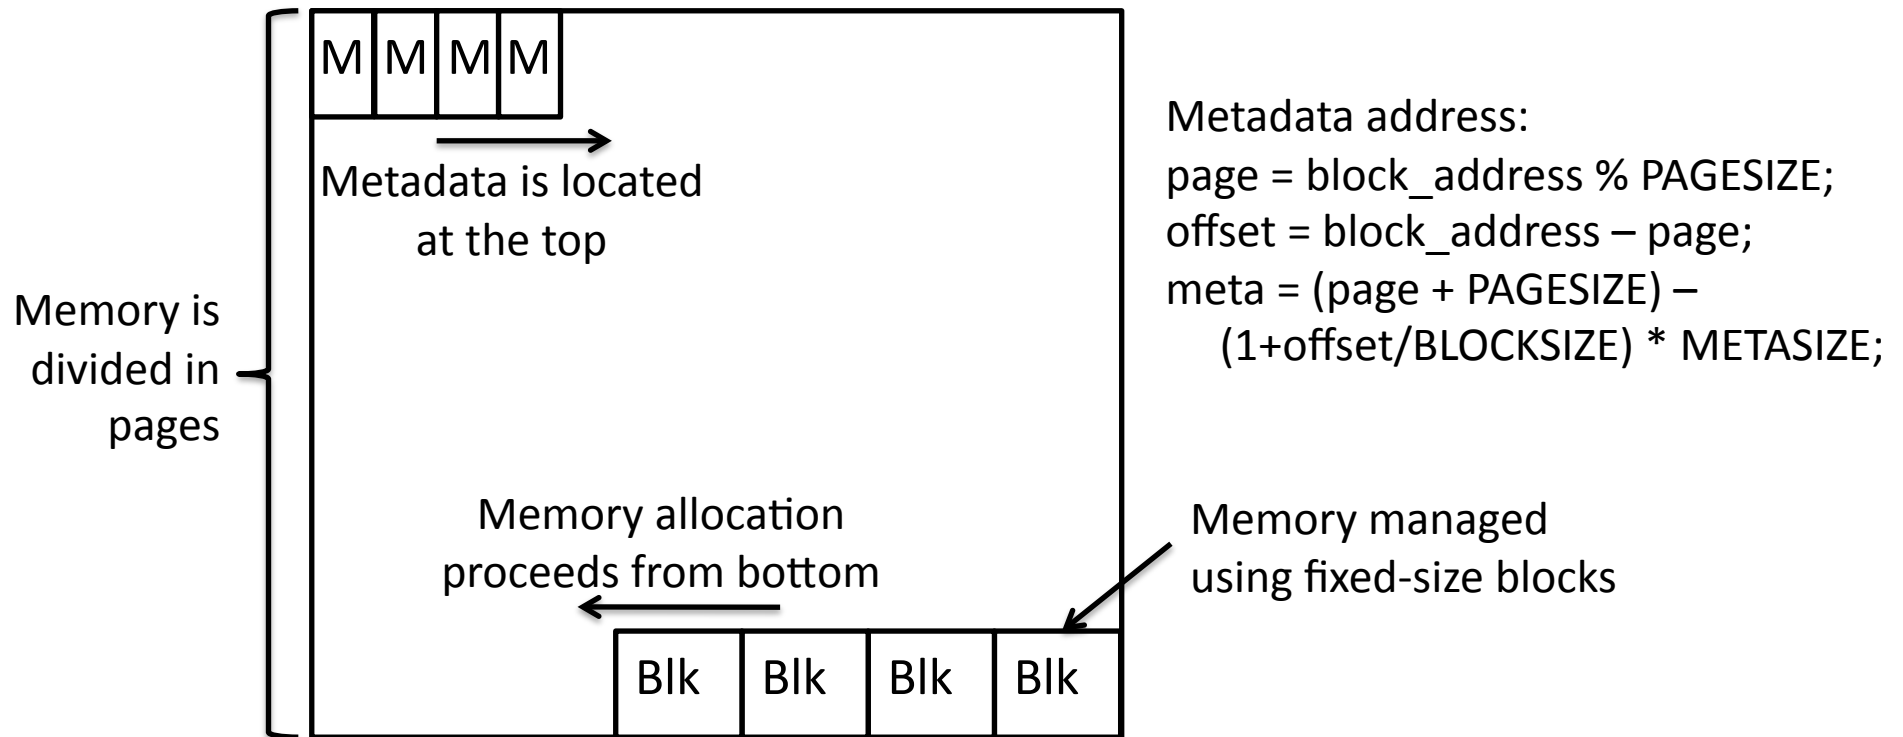 M M M M
Metadata is located
at the top
Metadata address:
page = block_address % PAGESIZE;
offset = block_address – page;
meta = (page + PAGESIZE) –
(1+offset/BLOCKSIZE) * METASIZE;
Memory is
divided in
pages
Memory allocation
proceeds from bottom
Memory managed
using fixed-size blocks
Blk Blk Blk Blk